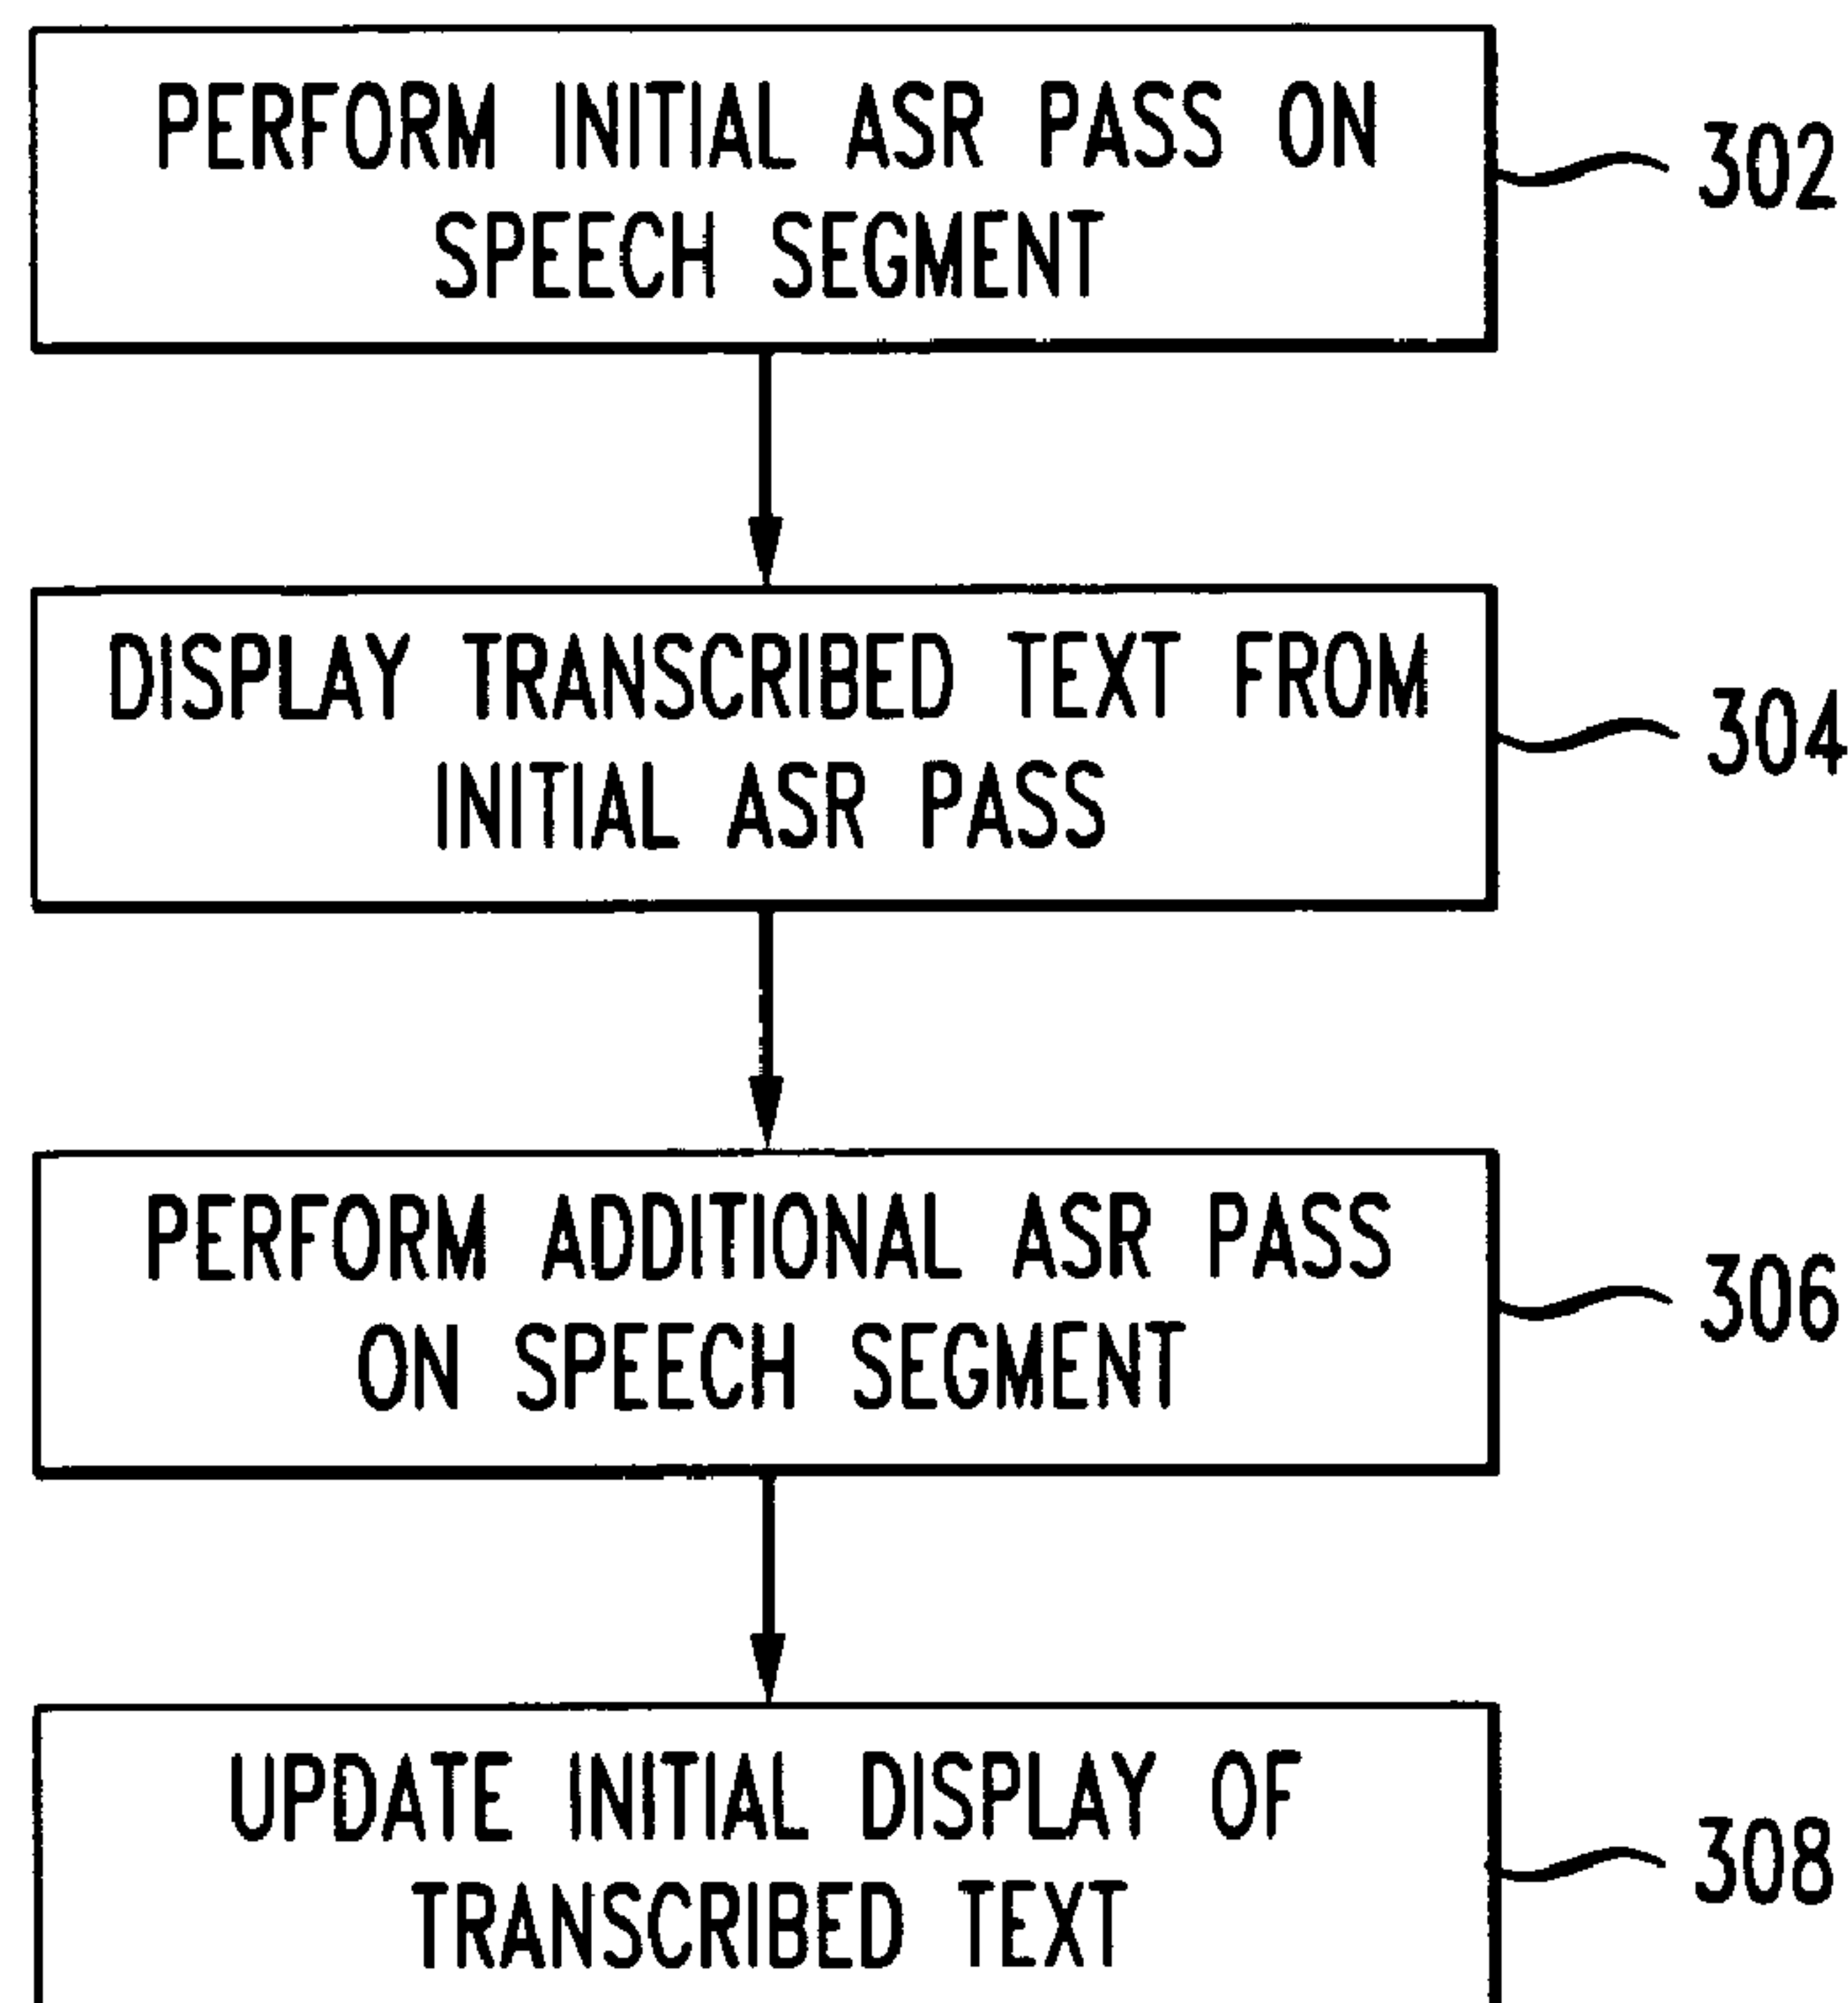 PERFORM INITIAL ASR PASS ON
SPEECH SEGMENT
302
DISPLAY TRANSCRIBED TEXT FROM
INITIAL ASR PASS
304
PERFORM ADDITIONAL ASR PASS
ON SPEECH SEGMENT
306
UPDATE INITIAL DISPLAY OF
TRANSCRIBED TEXT
308